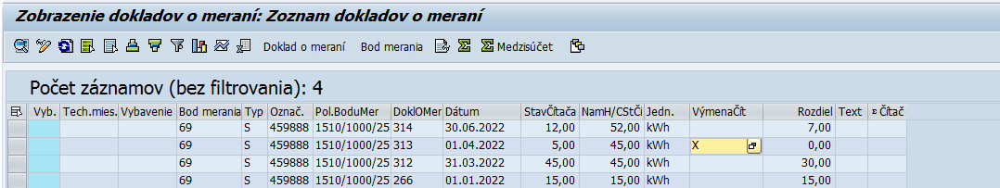 Zobrazenie dokladov o meraní: Zoznam dokladov o meraní
Doklad o meraní Bod merania Medzisúčet
Počet záznamov (bez filtrovania): 4
Vyb. Tech.mies. Vybavenie Bod merania Typ Označ. Pol.BoduMer DoklOMer Dátum StavČítača NamH/CStČí Jedn. VýmenaČít Rozdiel Text Čítač
69 S 459888 1510/1000/25 314 30.06.2022 12,00 52,00 kWh 7,00
69 S 459888 1510/1000/25 313 01.04.2022 5,00 45,00 kWh X 0,00
69 S 459888 1510/1000/25 312 31.03.2022 45,00 45,00 kWh 30,00
69 S 459888 1510/1000/25 266 01.01.2022 15,00 15,00 kWh 15,00